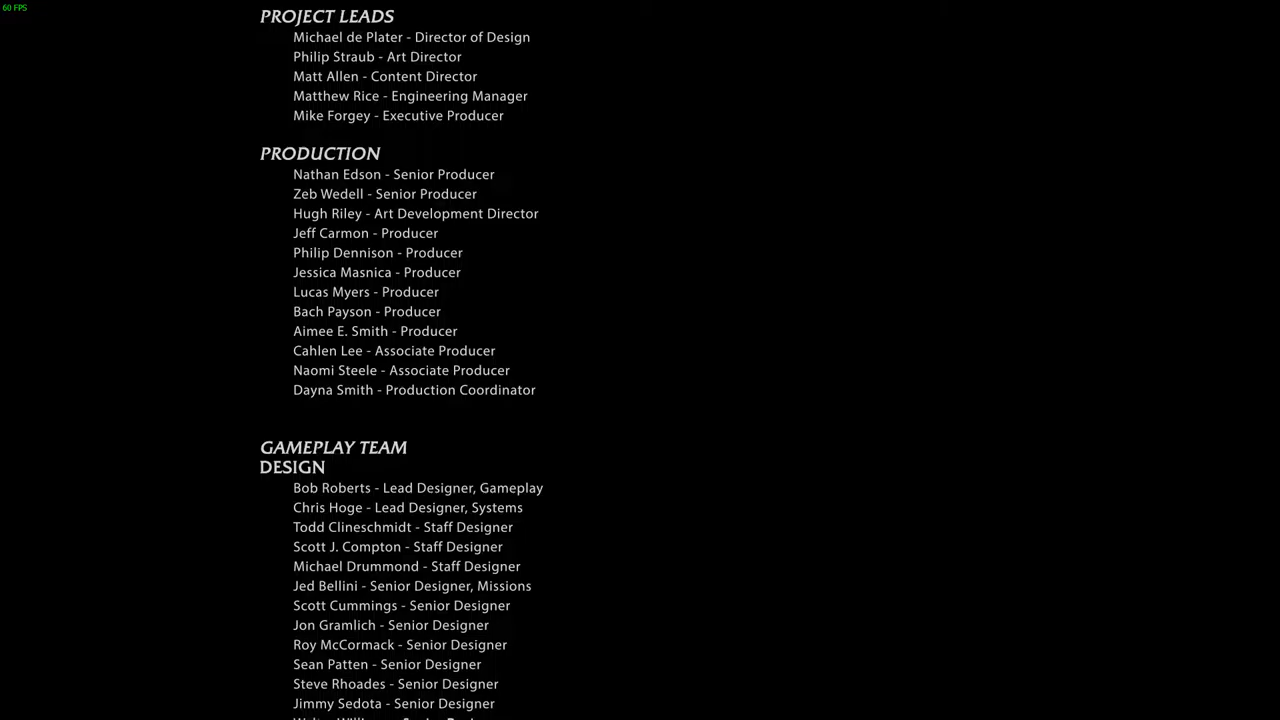 60 FPS
PROJECT LEADS
Michael de Plater - Director of Design
Philip Straub - Art Director
Matt Allen - Content Director
Matthew Rice - Engineering Manager
Mike Forgey - Executive Producer
PRODUCTION
Nathan Edson - Senior Producer
Zeb Wedell - Senior Producer
Hugh Riley - Art Development Director
Jeff Carmon - Producer
Philip Dennison - Producer
Jessica Masnica - Producer
Lucas Myers - Producer
Bach Payson - Producer
Aimee E. Smith - Producer
Cahlen Lee - Associate Producer
Naomi Steele - Associate Producer
Dayna Smith - Production Coordinator
GAMEPLAY TEAM
DESIGN
Bob Roberts - Lead Designer, Gameplay
Chris Hoge - Lead Designer, Systems
Todd Clineschmidt - Staff Designer
Scott J. Compton - Staff Designer
Michael Drummond - Staff Designer
Jed Bellini - Senior Designer, Missions
Scott Cummings - Senior Designer
Jon Gramlich - Senior Designer
Roy McCormack - Senior Designer
Sean Patten - Senior Designer
Steve Rhoades - Senior Designer
Jimmy Sedota - Senior Designer